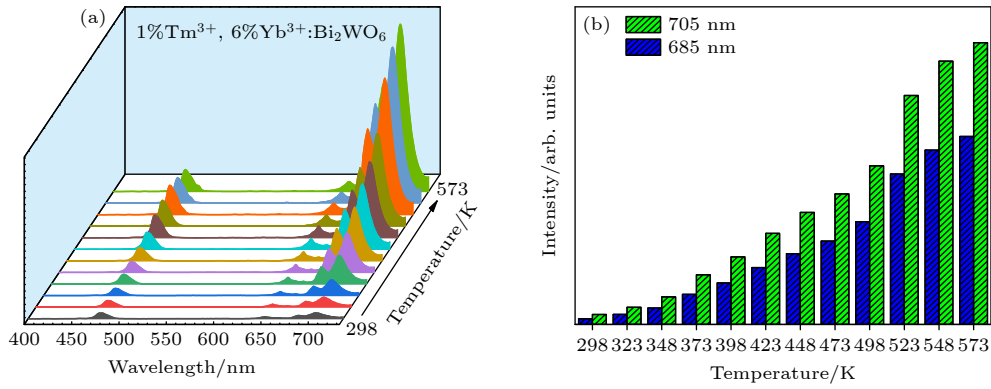 (a)
1%Tm³⁺, 6%Yb³⁺:Bi₂WO₆
573
Temperature/K
298
400 450 500 550 600 650 700
Wavelength/nm
(b)
705 nm
685 nm
Intensity/arb. units
298 323 348 373 398 423 448 473 498 523 548 573
Temperature/K